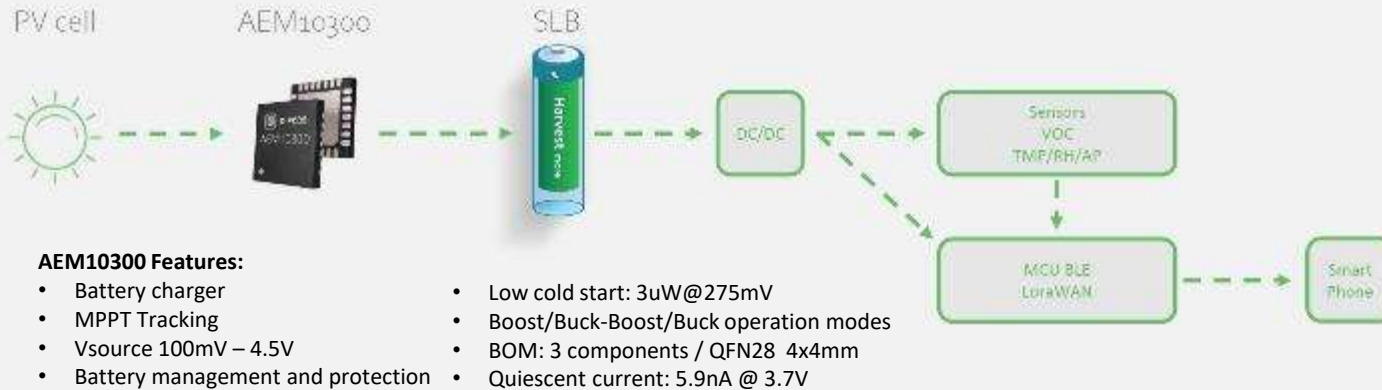 PV cell
AEM10300
SLB
Harvest now
AEM10300
DC/DC
Sensors
VOC
TMP/RH/AP
MCU BLE
LoraWAN
Smart
Phone
AEM10300 Features:
• Battery charger
• MPPT Tracking
• Vsource 100mV – 4.5V
• Battery management and protection
• Low cold start: 3uW@275mV
• Boost/Buck-Boost/Buck operation modes
• BOM: 3 components / QFN28 4x4mm
• Quiescent current: 5.9nA @ 3.7V